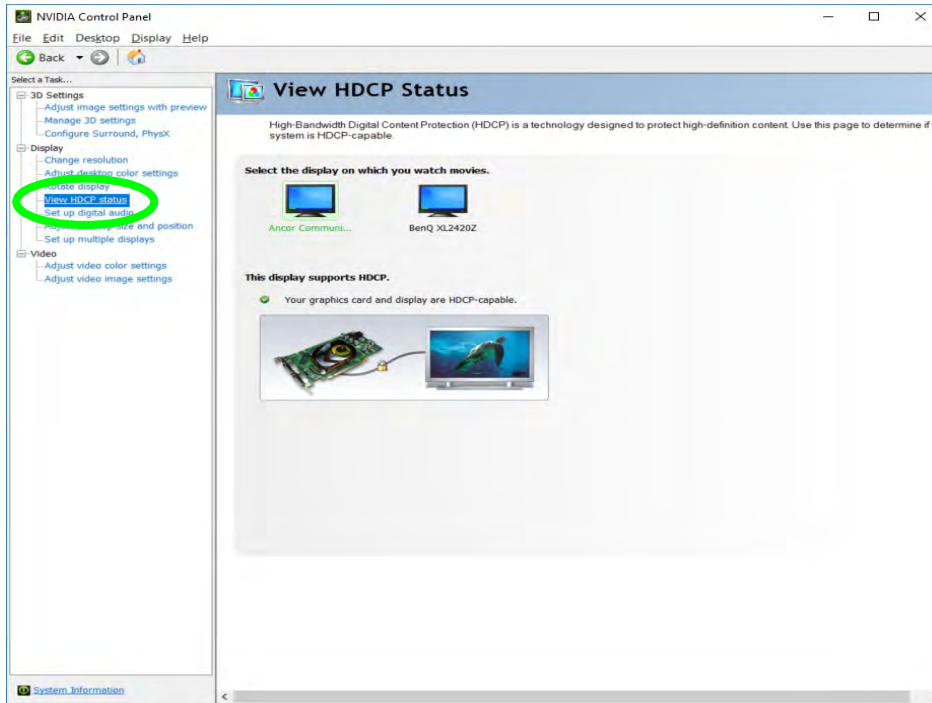 NVIDIA Control Panel
File Edit Desktop Display Help
Back
Select a Task...
3D Settings
Adjust image settings with preview
Manage 3D settings
Configure Surround, PhysX
Display
Change resolution
Adjust desktop color settings
Rotate display
View HDCP status
Set up digital audio
Adjust desktop size and position
Set up multiple displays
Video
Adjust video color settings
Adjust video image settings
System Information
View HDCP Status
High-Bandwidth Digital Content Protection (HDCP) is a technology designed to protect high-definition content. Use this page to determine if
system is HDCP-capable.
Select the display on which you watch movies.
Ancor Communi... BenQ XL2420Z
This display supports HDCP.
Your graphics card and display are HDCP-capable.